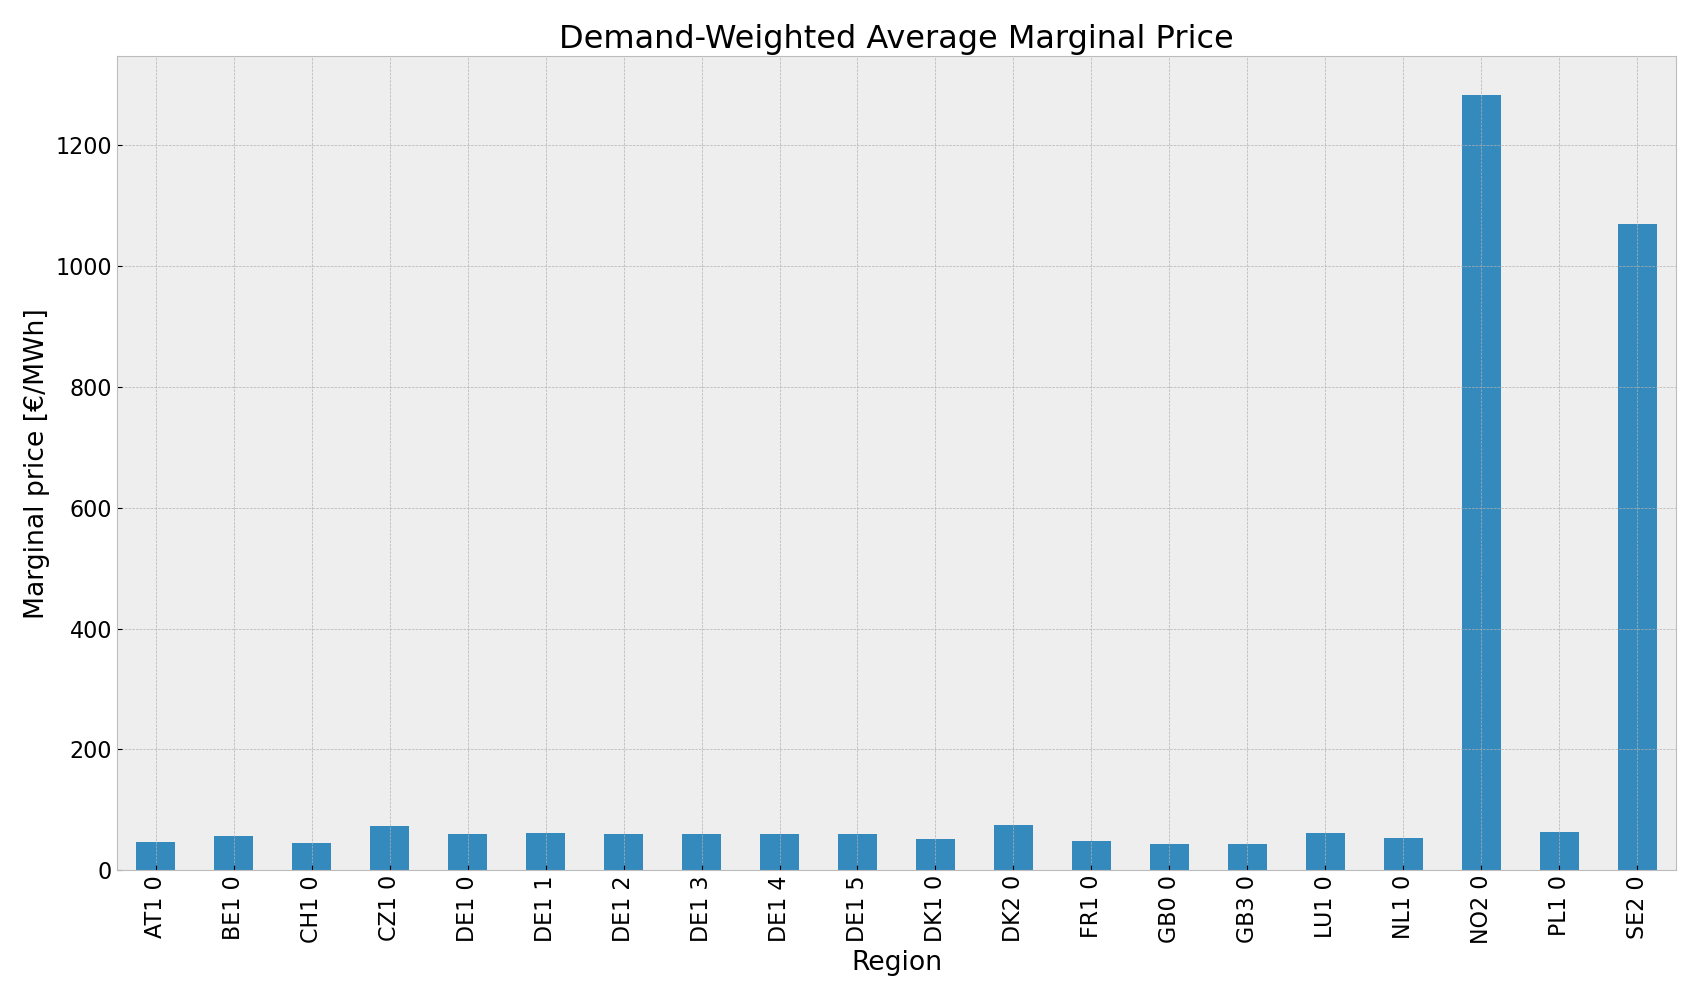 Demand-Weighted Average Marginal Price
Marginal price [€/MWh]
1200
1000
800
600
400
200
0
AT1 0
BE1 0
CH1 0
CZ1 0
DE1 0
DE1 1
DE1 2
DE1 3
DE1 4
DE1 5
DK1 0
DK2 0
FR1 0
GB0 0
GB3 0
LU1 0
NL1 0
NO2 0
PL1 0
SE2 0
Region